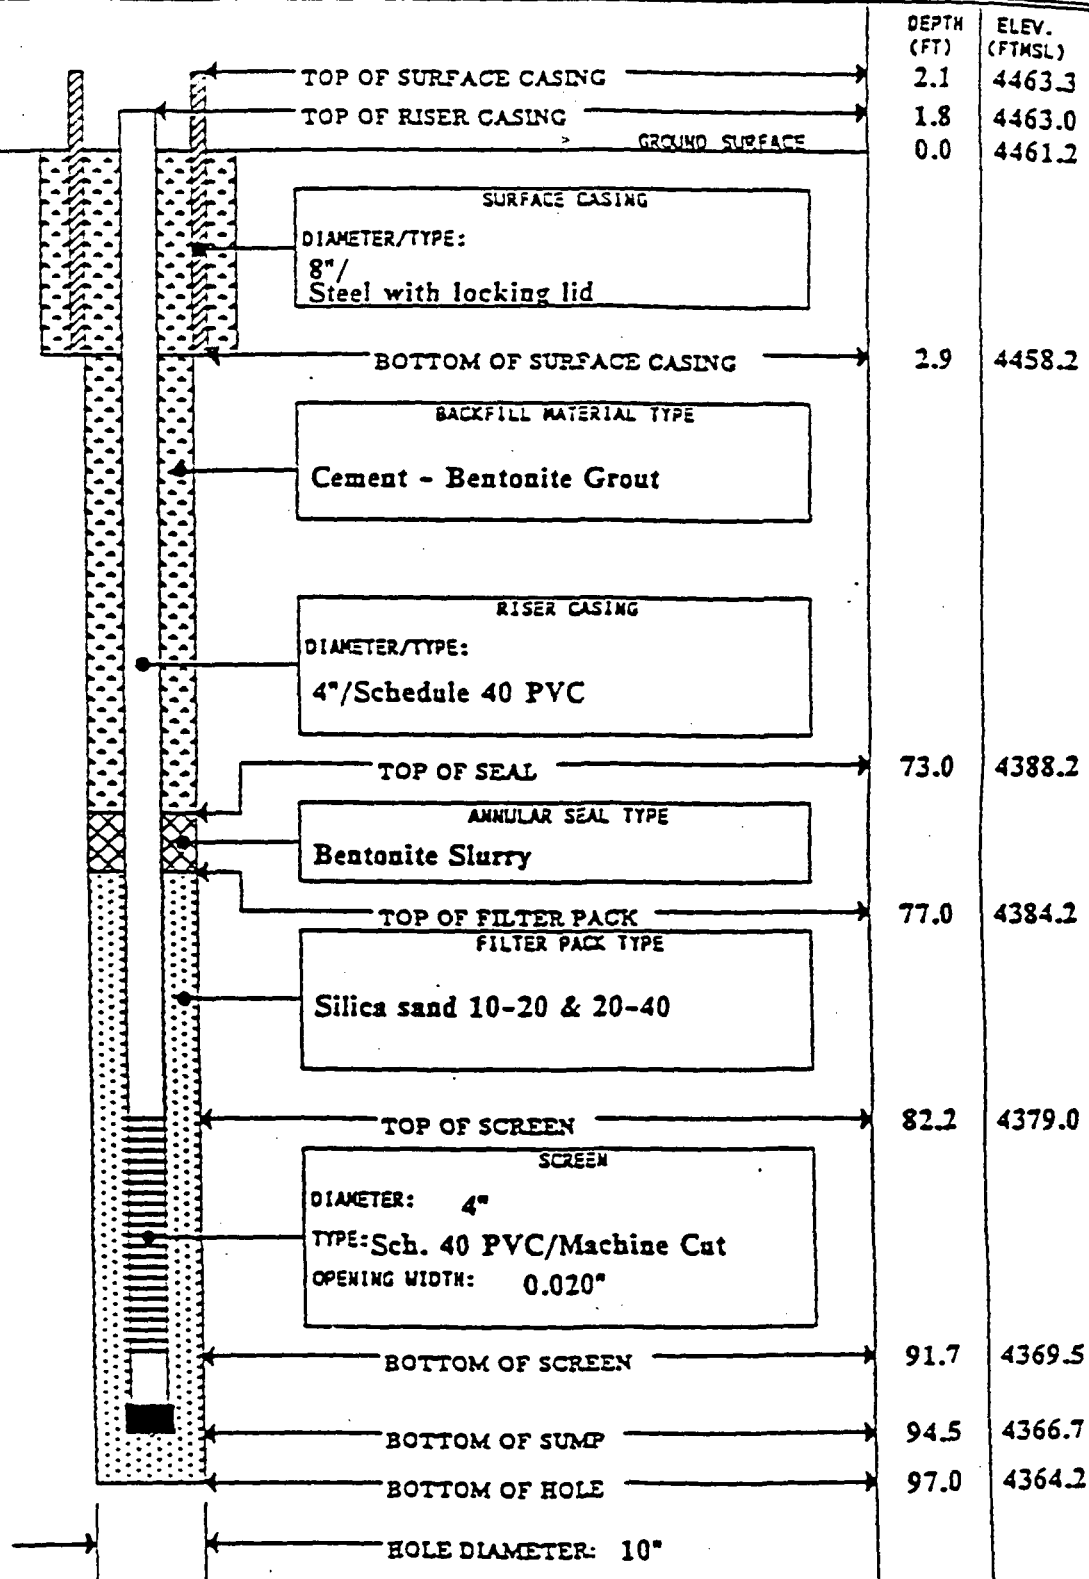 DEPTH (FT) ELEV. (FTMSL)
TOP OF SURFACE CASING 2.1 4463.3
TOP OF RISER CASING 1.8 4463.0
GROUND SURFACE 0.0 4461.2
SURFACE CASING
DIAMETER/TYPE:
8"/
Steel with locking lid
BOTTOM OF SURFACE CASING 2.9 4458.2
BACKFILL MATERIAL TYPE
Cement - Bentonite Grout
RISER CASING
DIAMETER/TYPE:
4"/Schedule 40 PVC
TOP OF SEAL 73.0 4388.2
ANNULAR SEAL TYPE
Bentonite Slurry
TOP OF FILTER PACK 77.0 4384.2
FILTER PACK TYPE
Silica sand 10-20 & 20-40
TOP OF SCREEN 82.2 4379.0
SCREEN
DIAMETER: 4"
TYPE: Sch. 40 PVC/Machine Cut
OPENING WIDTH: 0.020"
BOTTOM OF SCREEN 91.7 4369.5
BOTTOM OF SUMP 94.5 4366.7
BOTTOM OF HOLE 97.0 4364.2
HOLE DIAMETER: 10"